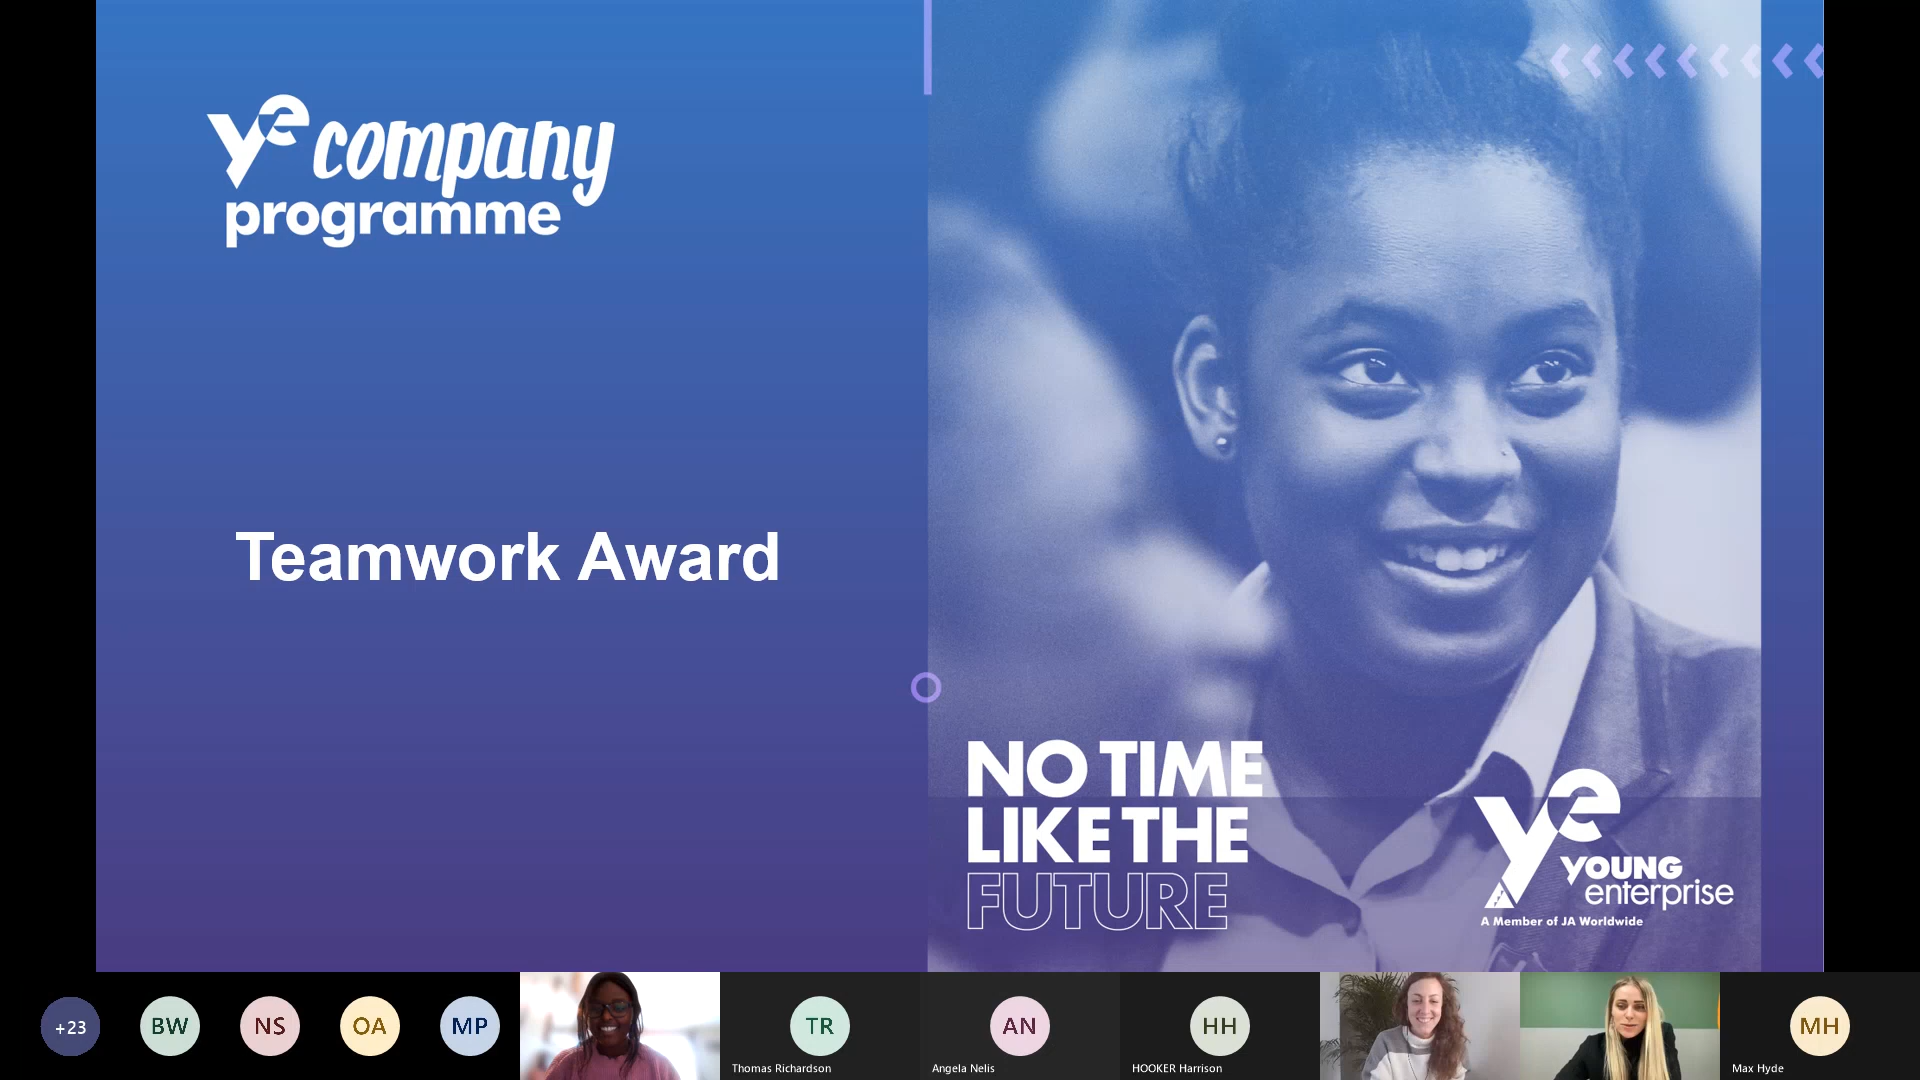 ye company
programme
Teamwork Award
NO TIME
LIKE THE
FUTURE
ye
YOUNG
enterprise
A Member of JA Worldwide
+23
BW
NS
OA
MP
TR
Thomas Richardson
AN
Angela Nelis
HH
HOOKER Harrison
MH
Max Hyde